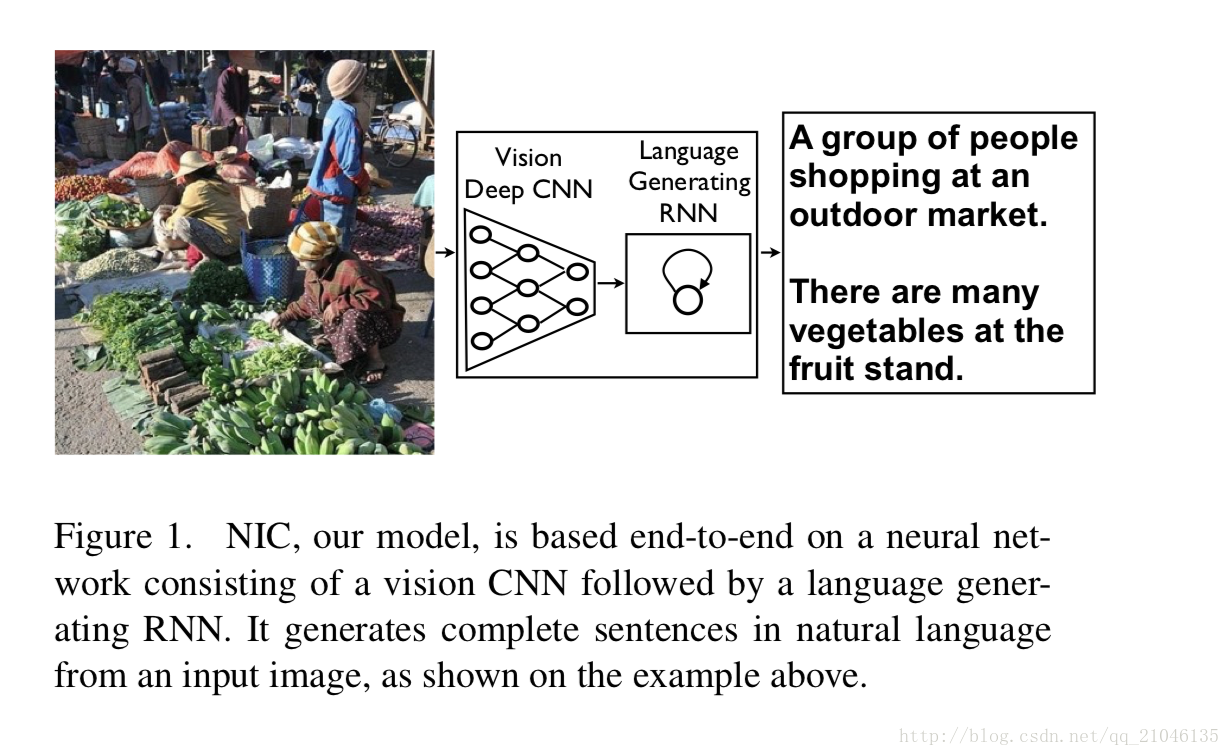 Vision
Deep CNN
Language
Generating
RNN
A group of people
shopping at an
outdoor market.
There are many
vegetables at the
fruit stand.
Figure 1. NIC, our model, is based end-to-end on a neural net-
work consisting of a vision CNN followed by a language gener-
ating RNN. It generates complete sentences in natural language
from an input image, as shown on the example above.
http://blog.csdn.net/qq_21046135